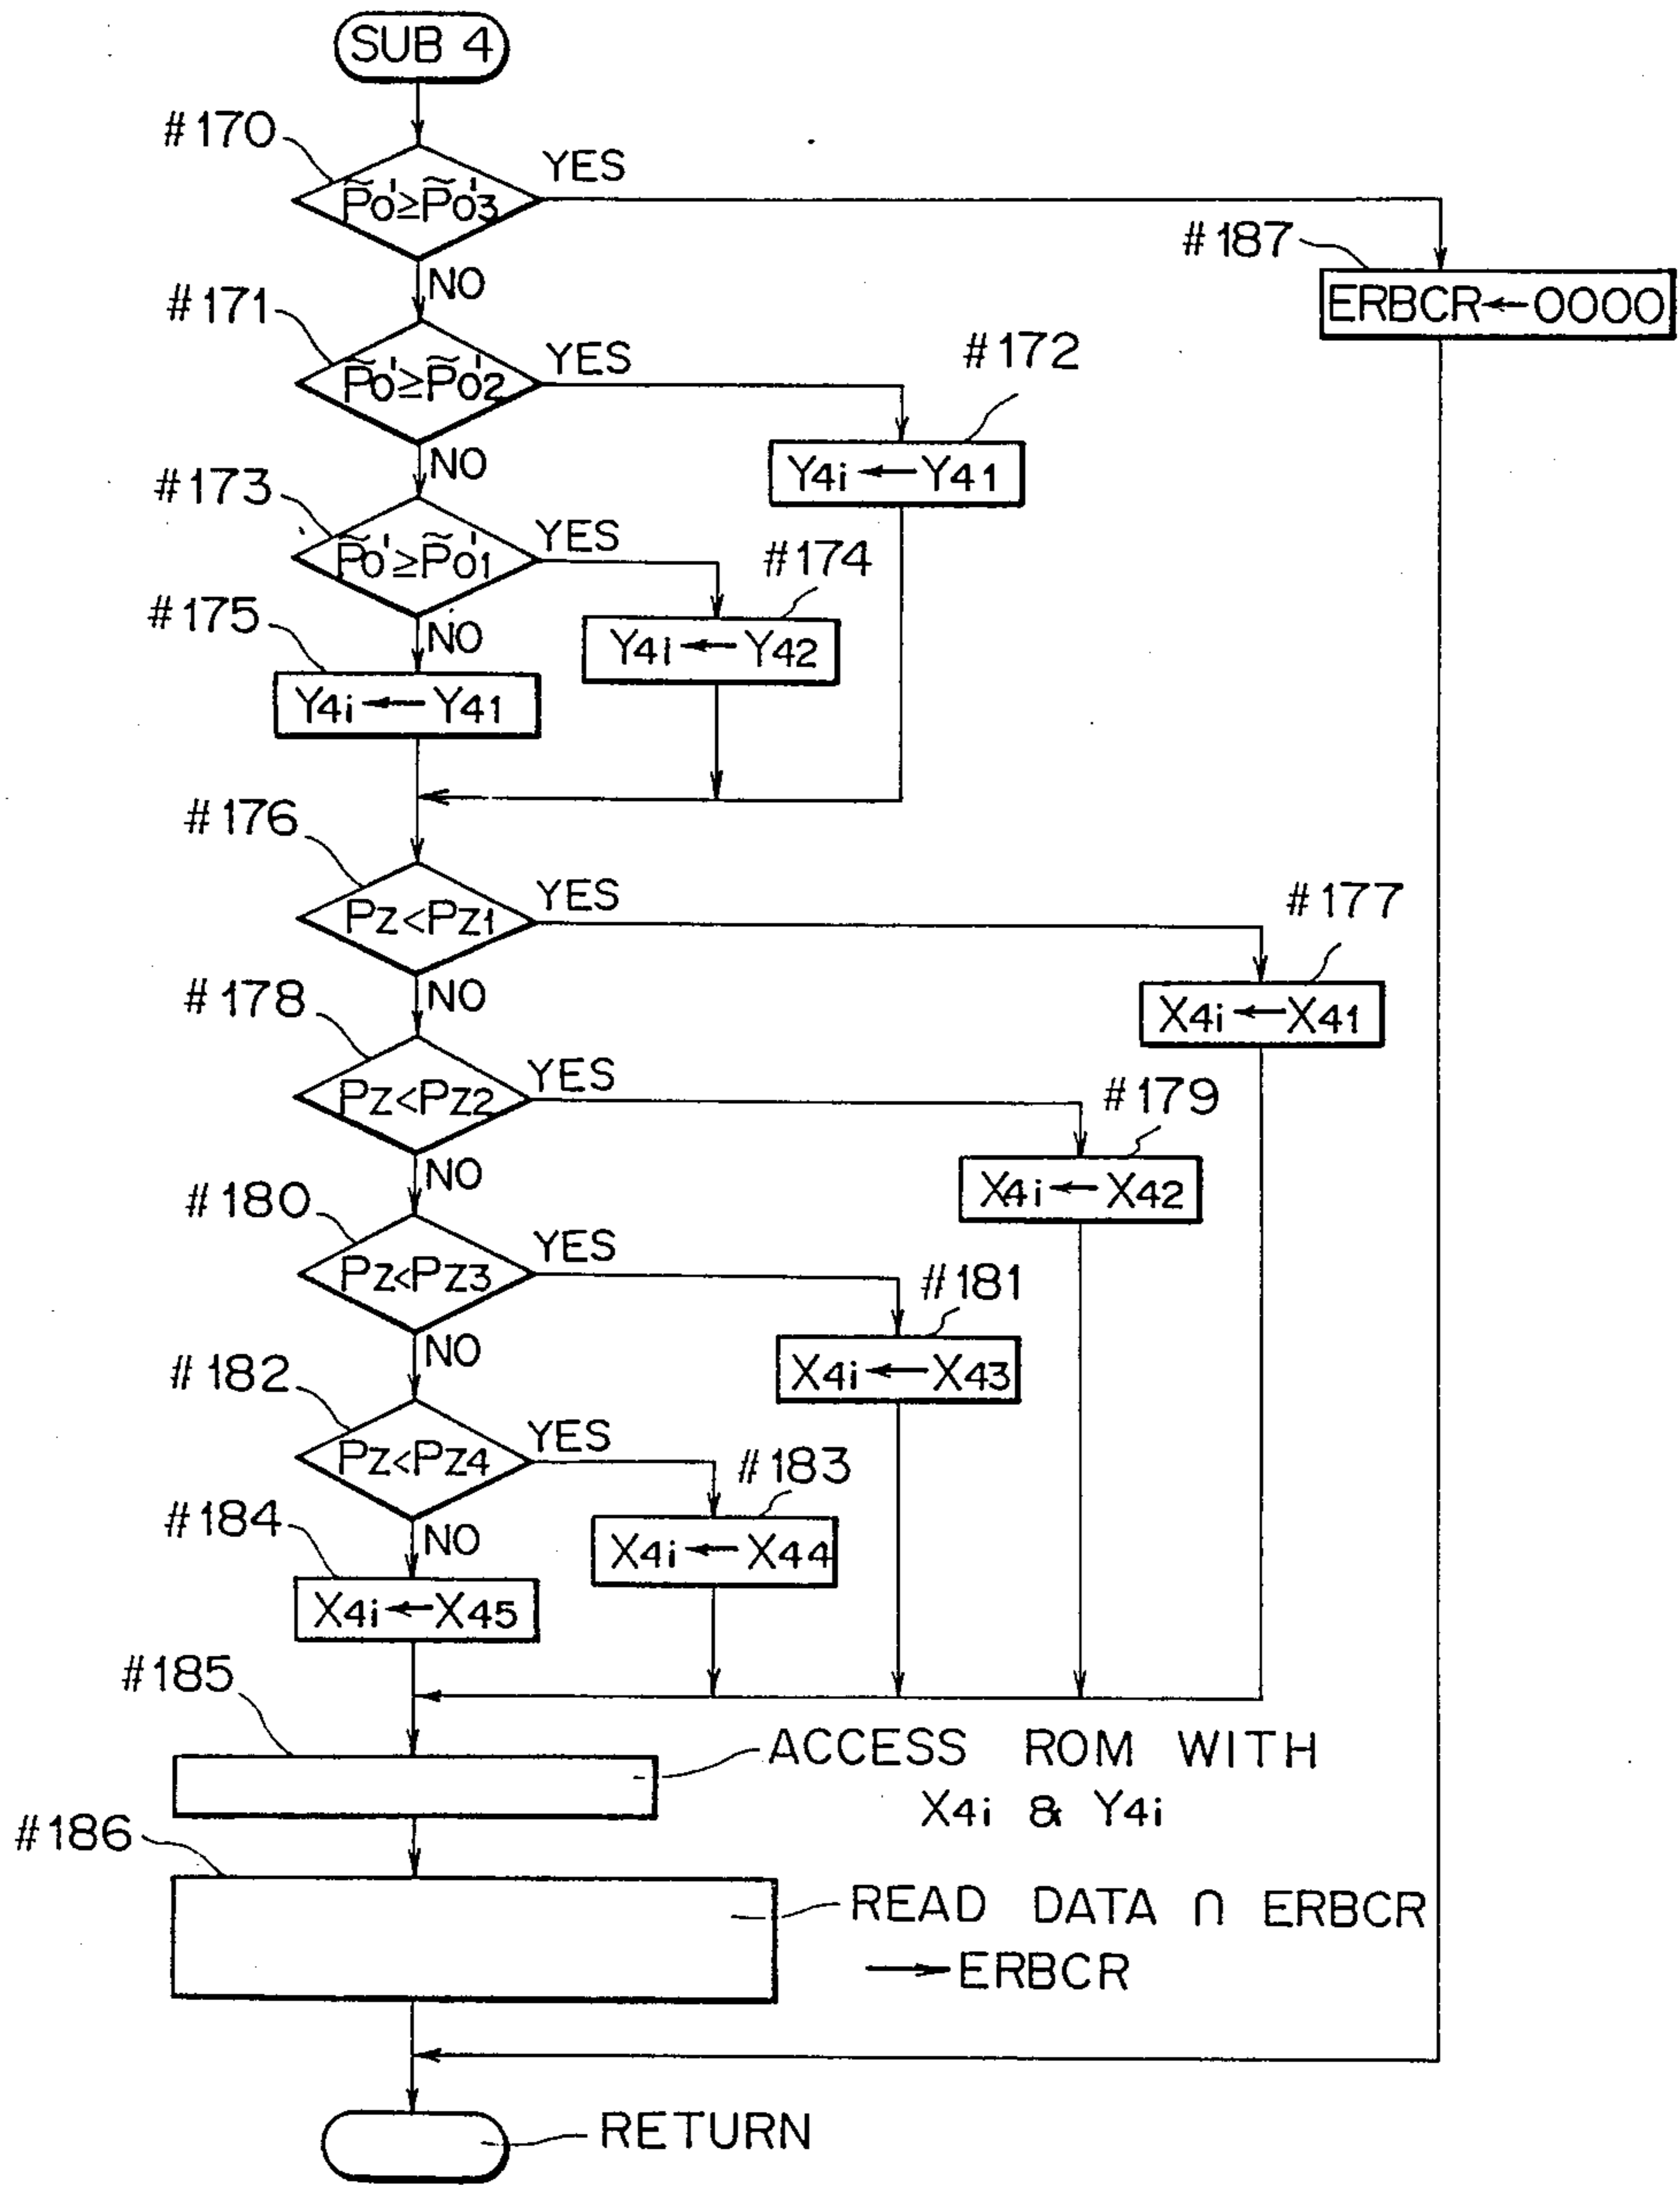 SUB 4
#170
P̃o'≥P̃o'3
YES
NO
#187
ERBCR←0000
#171
P̃o'≥P̃o'2
YES
NO
#172
Y4i←Y41
#173
P̃o'≥P̃o'1
YES
NO
#174
Y4i←Y42
#175
Y4i←Y41
#176
Pz<Pz1
YES
NO
#177
X4i←X41
#178
Pz<Pz2
YES
NO
#179
X4i←X42
#180
Pz<Pz3
YES
NO
#181
X4i←X43
#182
Pz<Pz4
YES
NO
#183
X4i←X44
#184
X4i←X45
#185
ACCESS ROM WITH
X4i & Y4i
#186
READ DATA ∩ ERBCR
→ERBCR
RETURN